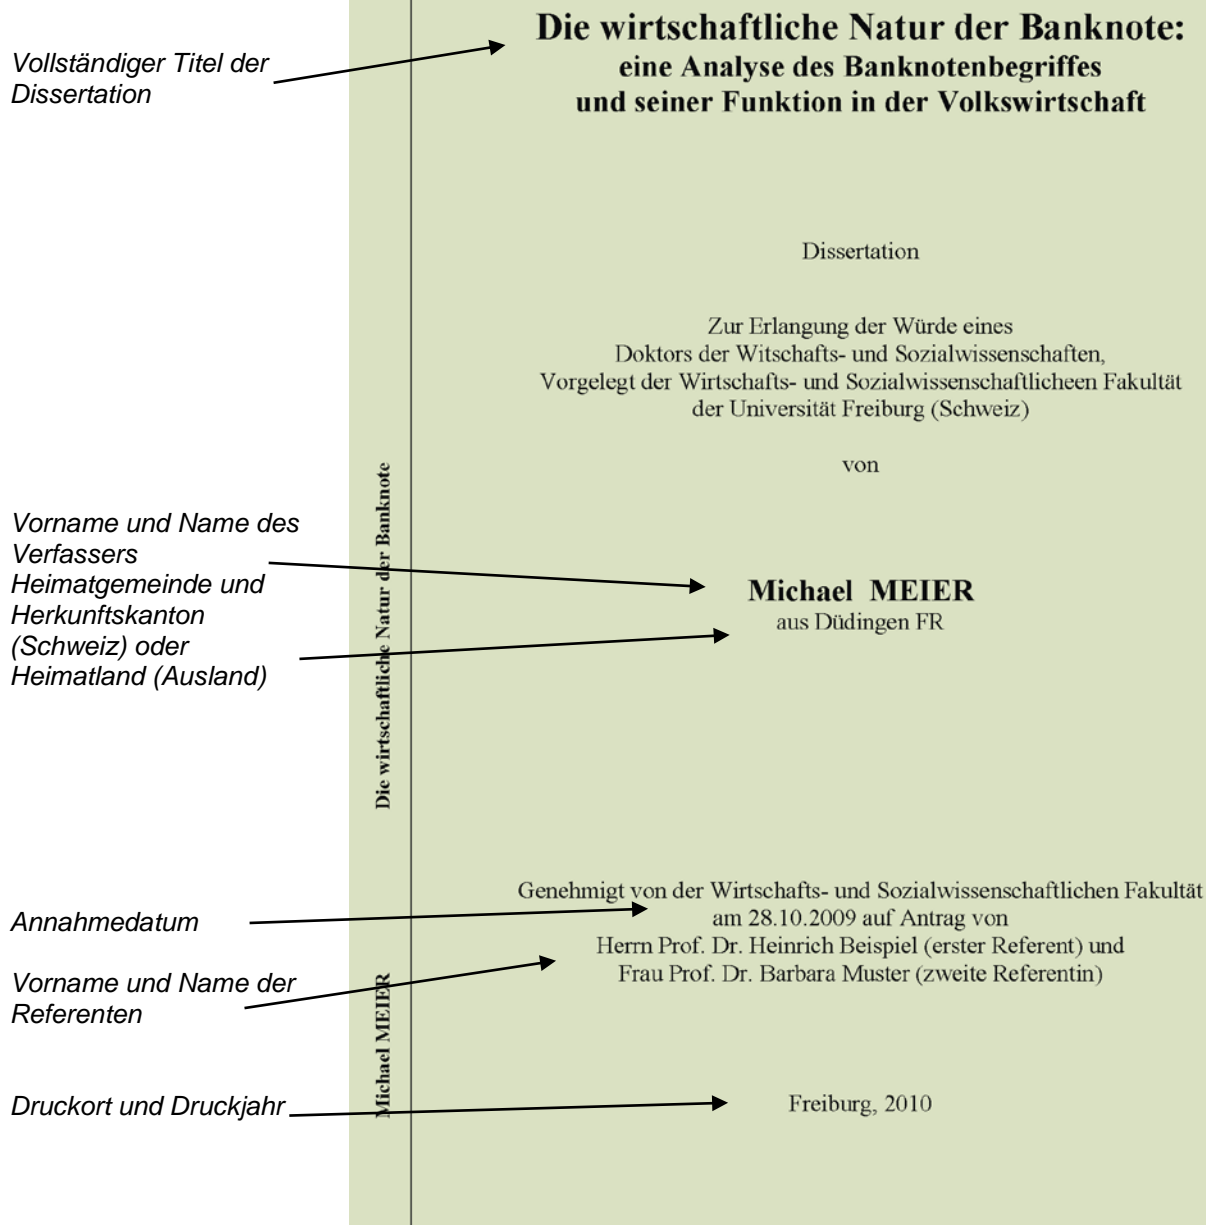 Vollständiger Titel der
Dissertation
Die wirtschaftliche Natur der Banknote:
eine Analyse des Banknotenbegriffes
und seiner Funktion in der Volkswirtschaft
Dissertation
Zur Erlangung der Würde eines
Doktors der Witschafts- und Sozialwissenschaften,
Vorgelegt der Wirtschafts- und Sozialwissenschaftlicheen Fakultät
der Universität Freiburg (Schweiz)
von
Vorname und Name des
Verfassers
Heimatgemeinde und
Herkunftskanton
(Schweiz) oder
Heimatland (Ausland)
Die wirtschaftliche Natur der Banknote
Michael MEIER
aus Düdingen FR
Annahmedatum
Genehmigt von der Wirtschafts- und Sozialwissenschaftlichen Fakultät
am 28.10.2009 auf Antrag von
Herrn Prof. Dr. Heinrich Beispiel (erster Referent) und
Frau Prof. Dr. Barbara Muster (zweite Referentin)
Vorname und Name der
Referenten
Michael MEIER
Druckort und Druckjahr
Freiburg, 2010